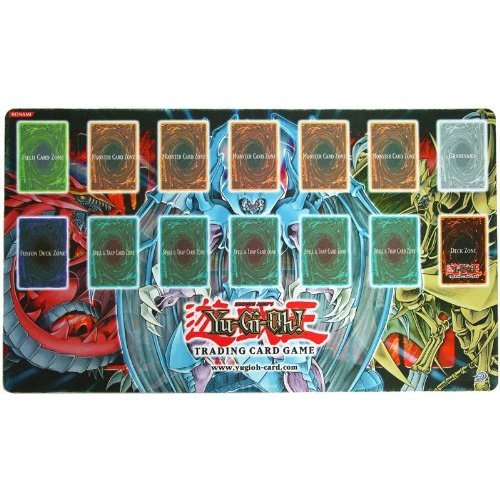 KONAMI
Field Card Zone
Monster Card Zone
Monster Card Zone
Monster Card Zone
Monster Card Zone
Monster Card Zone
Graveyard
Fusion Deck Zone
Spell & Trap Card Zone
Spell & Trap Card Zone
Spell & Trap Card Zone
Spell & Trap Card Zone
Spell & Trap Card Zone
Deck Zone
遊戯王
Yu-Gi-Oh!
TRADING CARD GAME
www.yugioh-card.com